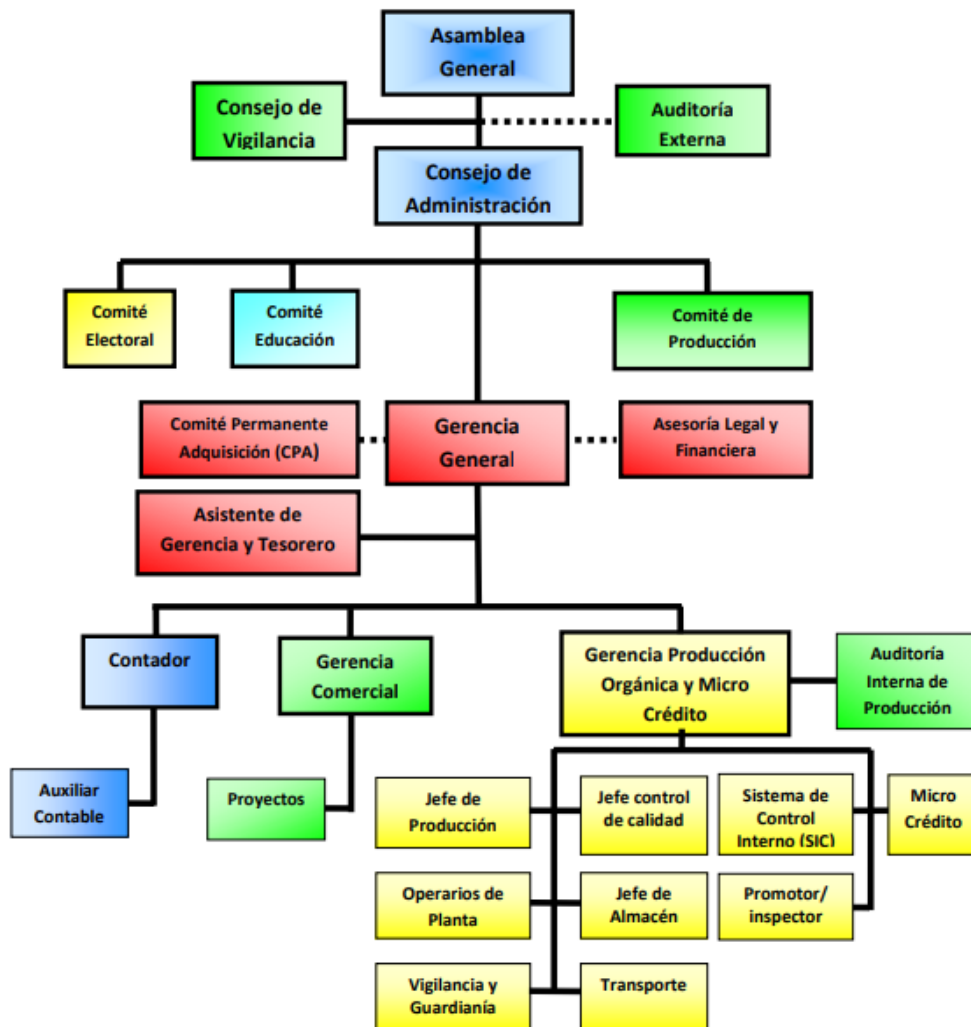 Asamblea
General
Consejo de
Vigilancia
Auditoría
Externa
Consejo de
Administración
Comité
Electoral
Comité
Educación
Comité de
Producción
Comité Permanente
Adquisición (CPA)
Gerencia
General
Asesoría Legal y
Financiera
Asistente de
Gerencia y Tesorero
Contador
Gerencia
Comercial
Gerencia Producción
Orgánica y Micro
Crédito
Auditoría
Interna de
Producción
Auxiliar
Contable
Proyectos
Jefe de
Producción
Jefe control
de calidad
Sistema de
Control
Interno (SIC)
Micro
Crédito
Operarios de
Planta
Jefe de
Almacén
Promotor/
inspector
Vigilancia y
Guardianía
Transporte